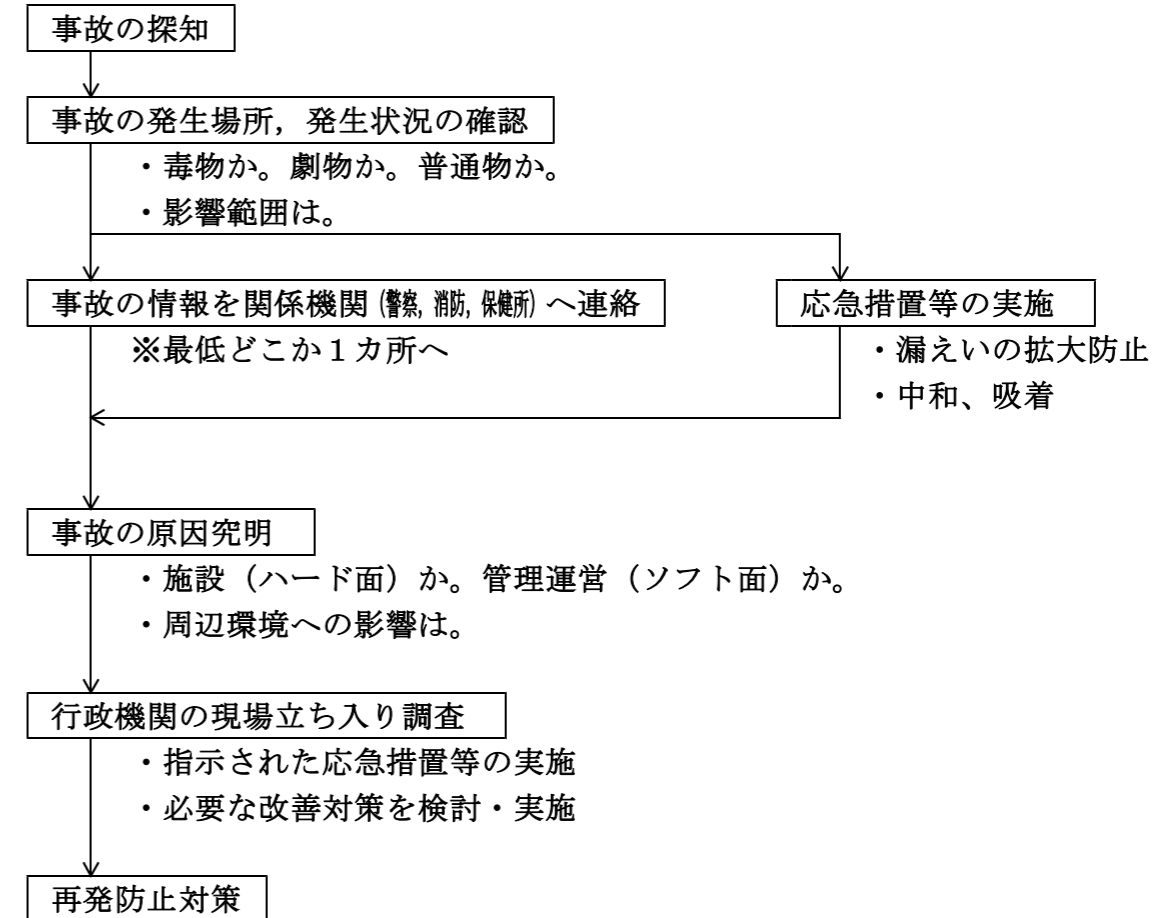 事故の探知
事故の発生場所，発生状況の確認
・毒物か。劇物か。普通物か。
・影響範囲は。
事故の情報を関係機関(警察,消防,保健所)へ連絡
応急措置等の実施
※最低どこか１カ所へ
・漏えいの拡大防止
・中和、吸着
事故の原因究明
・施設（ハード面）か。管理運営（ソフト面）か。
・周辺環境への影響は。
行政機関の現場立ち入り調査
・指示された応急措置等の実施
・必要な改善対策を検討・実施
再発防止対策